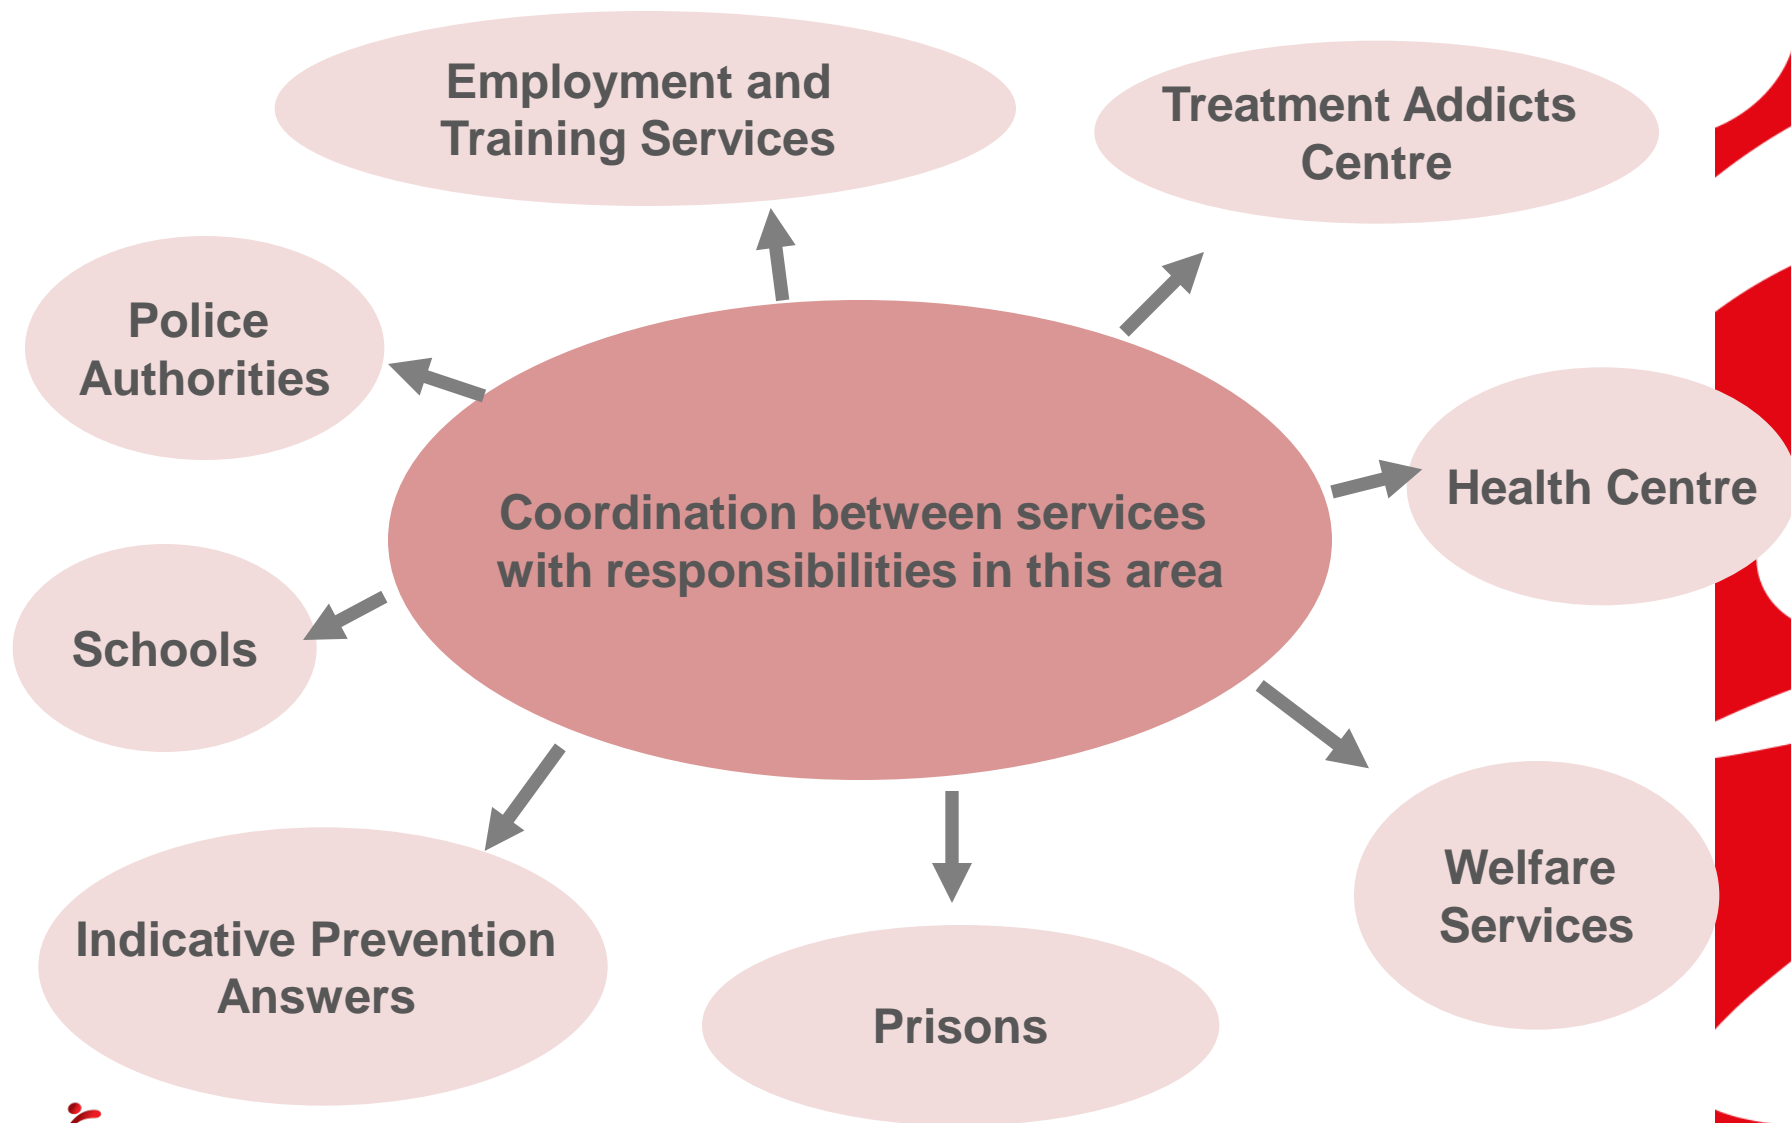 Employment and
Training Services
Treatment Addicts
Centre
Police
Authorities
Coordination between services
with responsibilities in this area
Health Centre
Schools
Welfare
Services
Indicative Prevention
Answers
Prisons